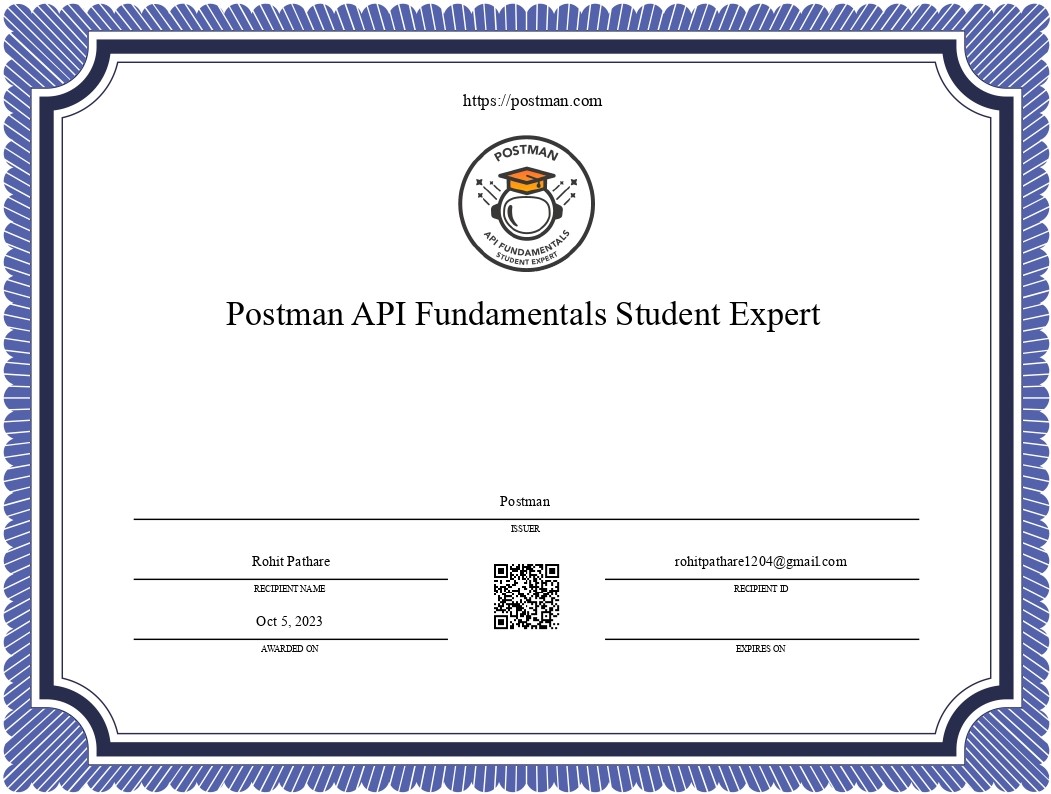 https://postman.com
POSTMAN
API FUNDAMENTALS
STUDENT EXPERT
Postman API Fundamentals Student Expert
Postman
ISSUER
Rohit Pathare
RECIPIENT NAME
rohitpathare1204@gmail.com
RECIPIENT ID
Oct 5, 2023
AWARDED ON
EXPIRES ON